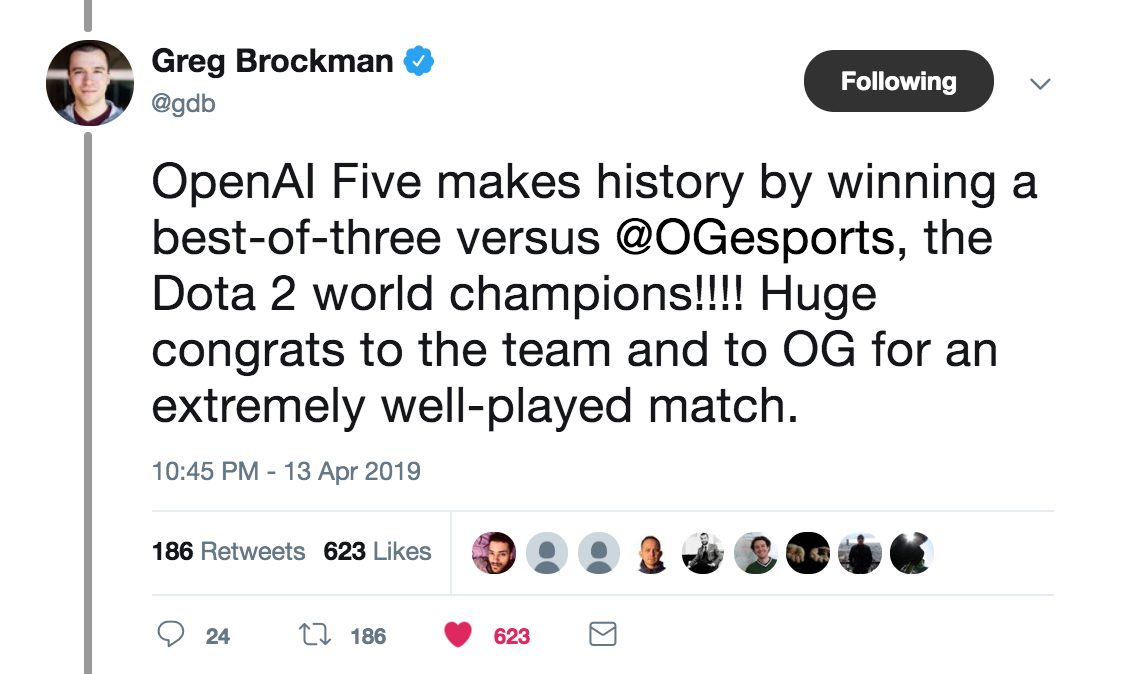 Greg Brockman
@gdb
Following
OpenAI Five makes history by winning a
best-of-three versus @OGesports, the
Dota 2 world champions!!!! Huge
congrats to the team and to OG for an
extremely well-played match.
10:45 PM - 13 Apr 2019
186 Retweets 623 Likes
24 186 623